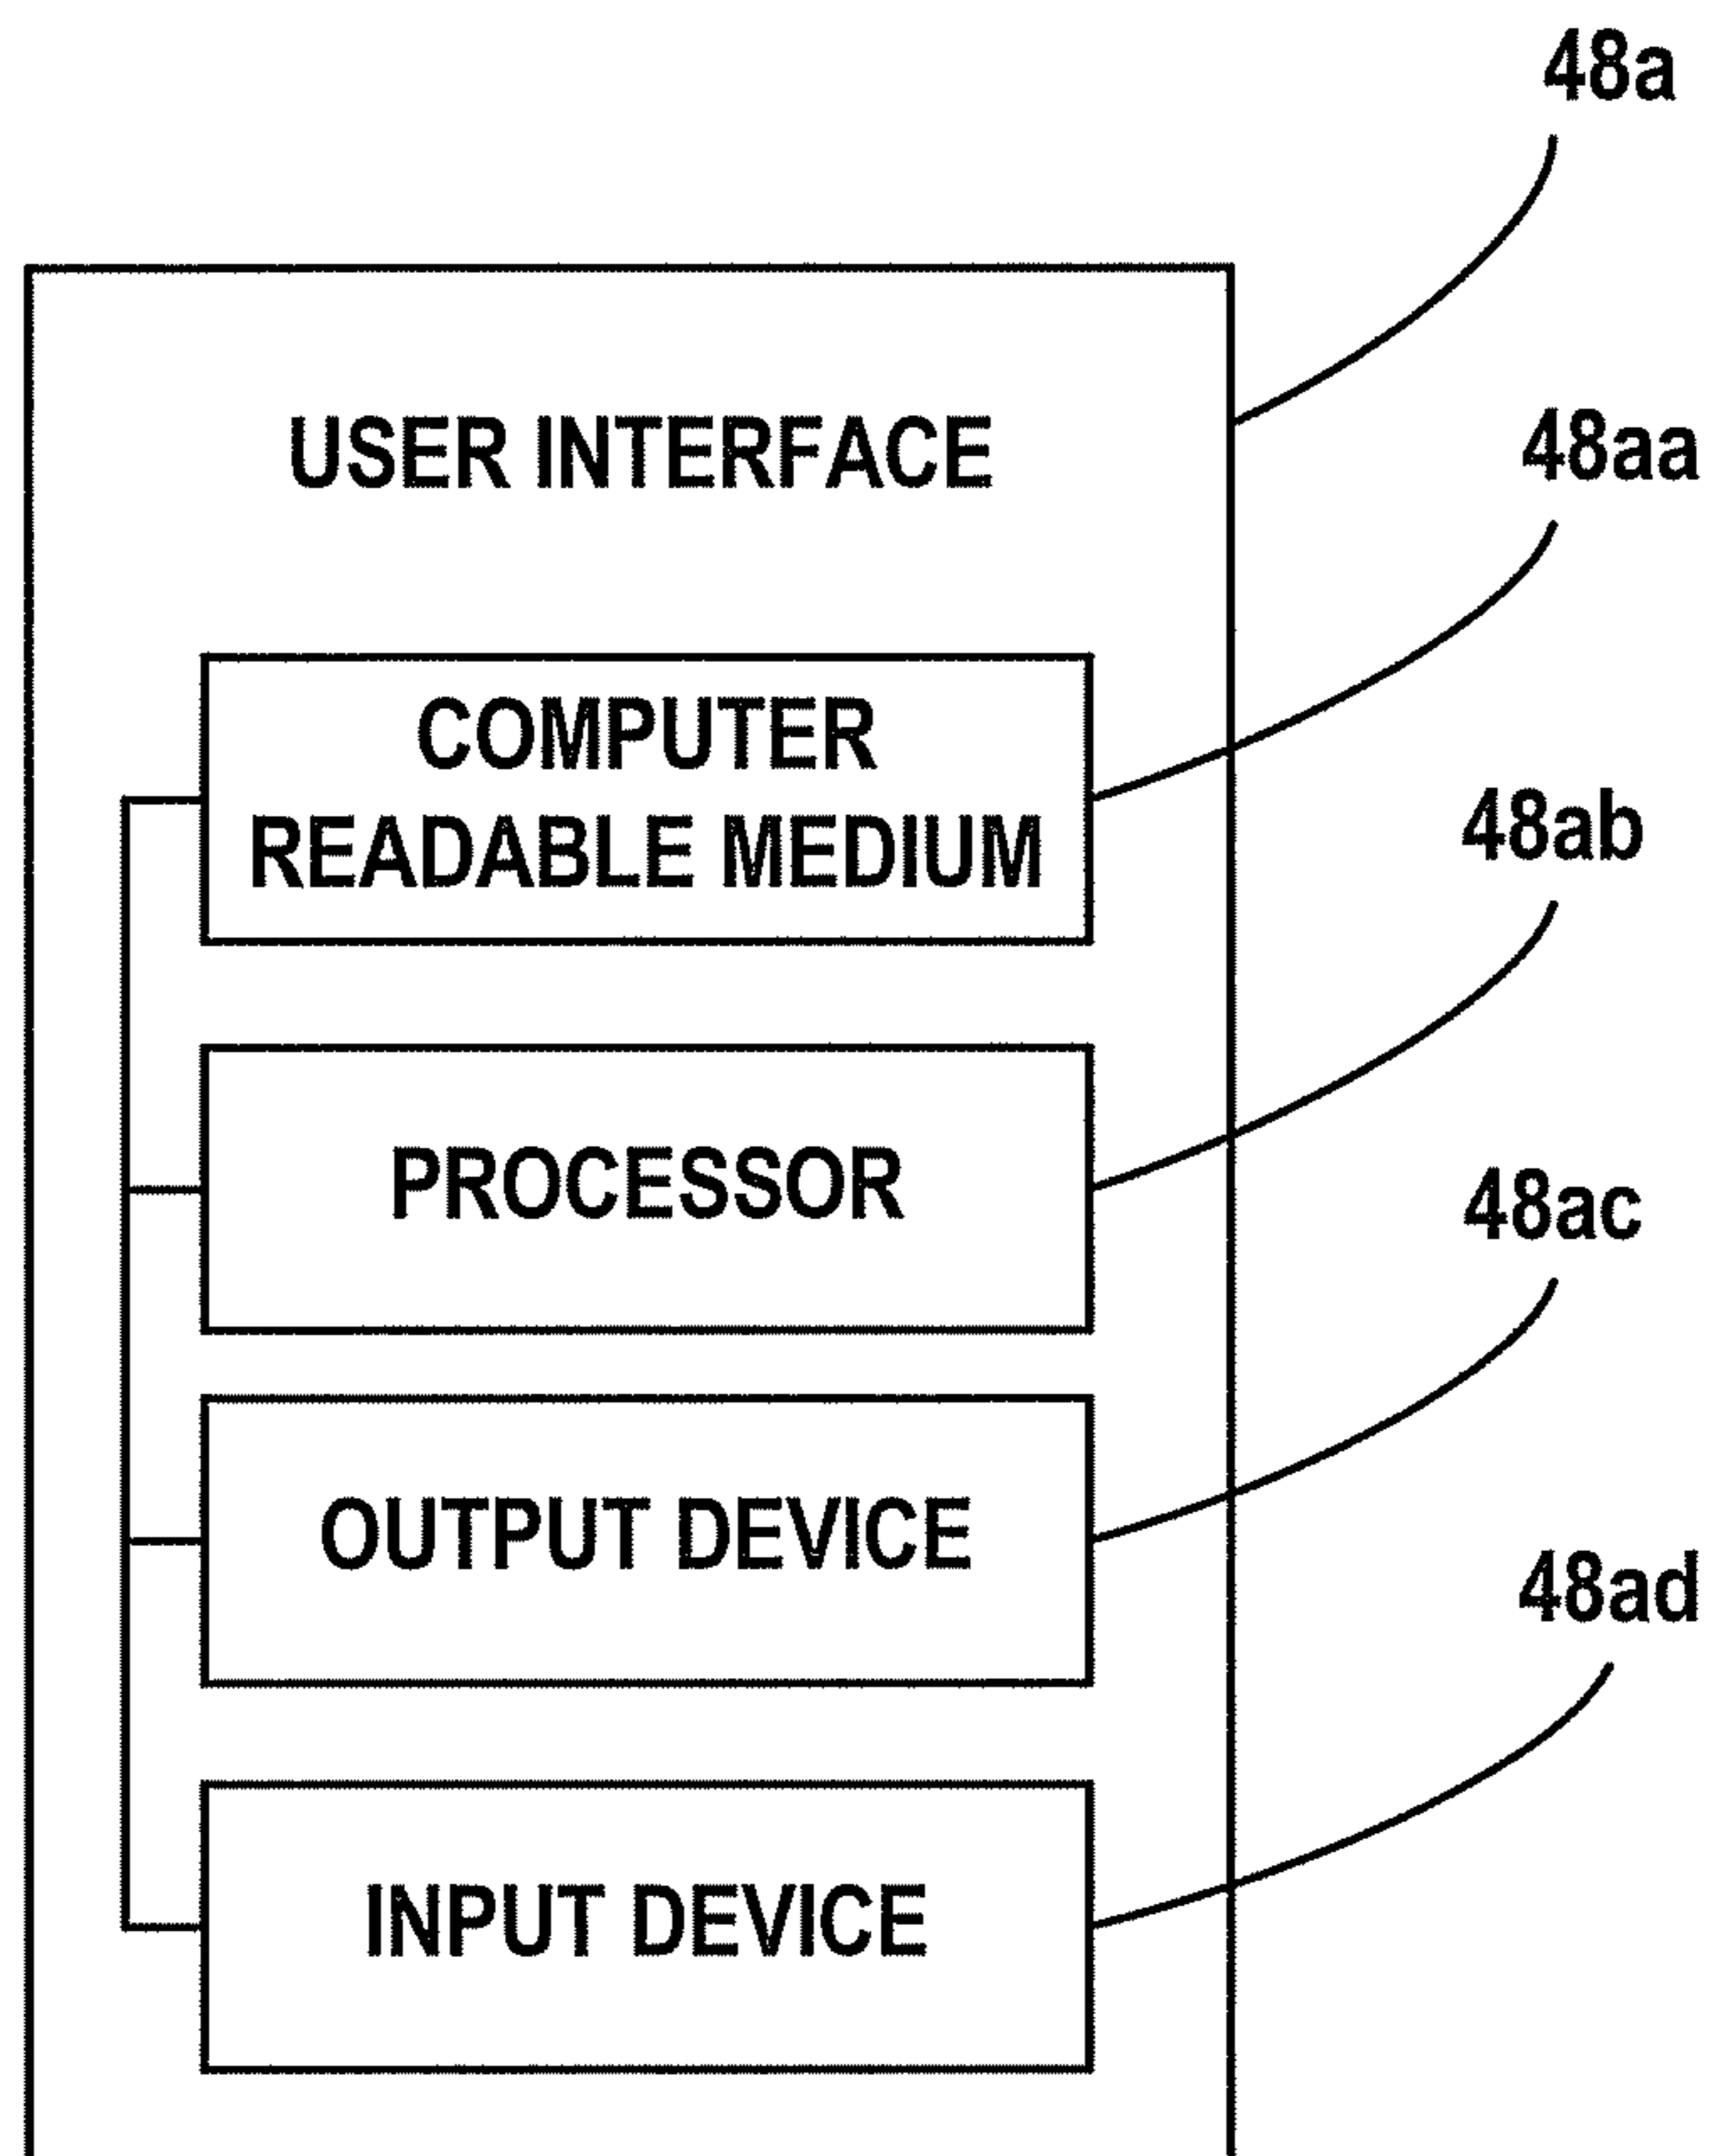 48a
USER INTERFACE
48aa
COMPUTER
READABLE MEDIUM
48ab
PROCESSOR
48ac
OUTPUT DEVICE
48ad
INPUT DEVICE